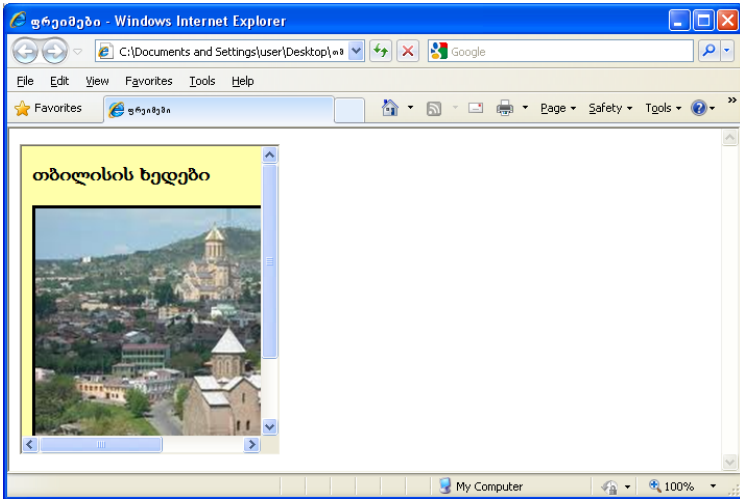 ფრეიმები - Windows Internet Explorer
C:\Documents and Settings\user\Desktop\თბ
Google
File Edit View Favorites Tools Help
Favorites
ფრეიმები
Page Safety Tools
თბილისის ხედები
My Computer
100%